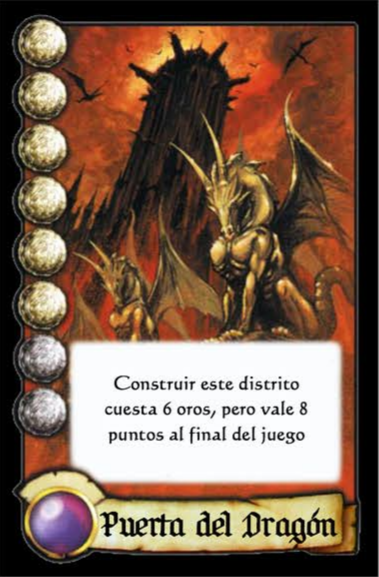 Construir este distrito
cuesta 6 oros, pero vale 8
puntos al final del juego
Puerta del Dragón